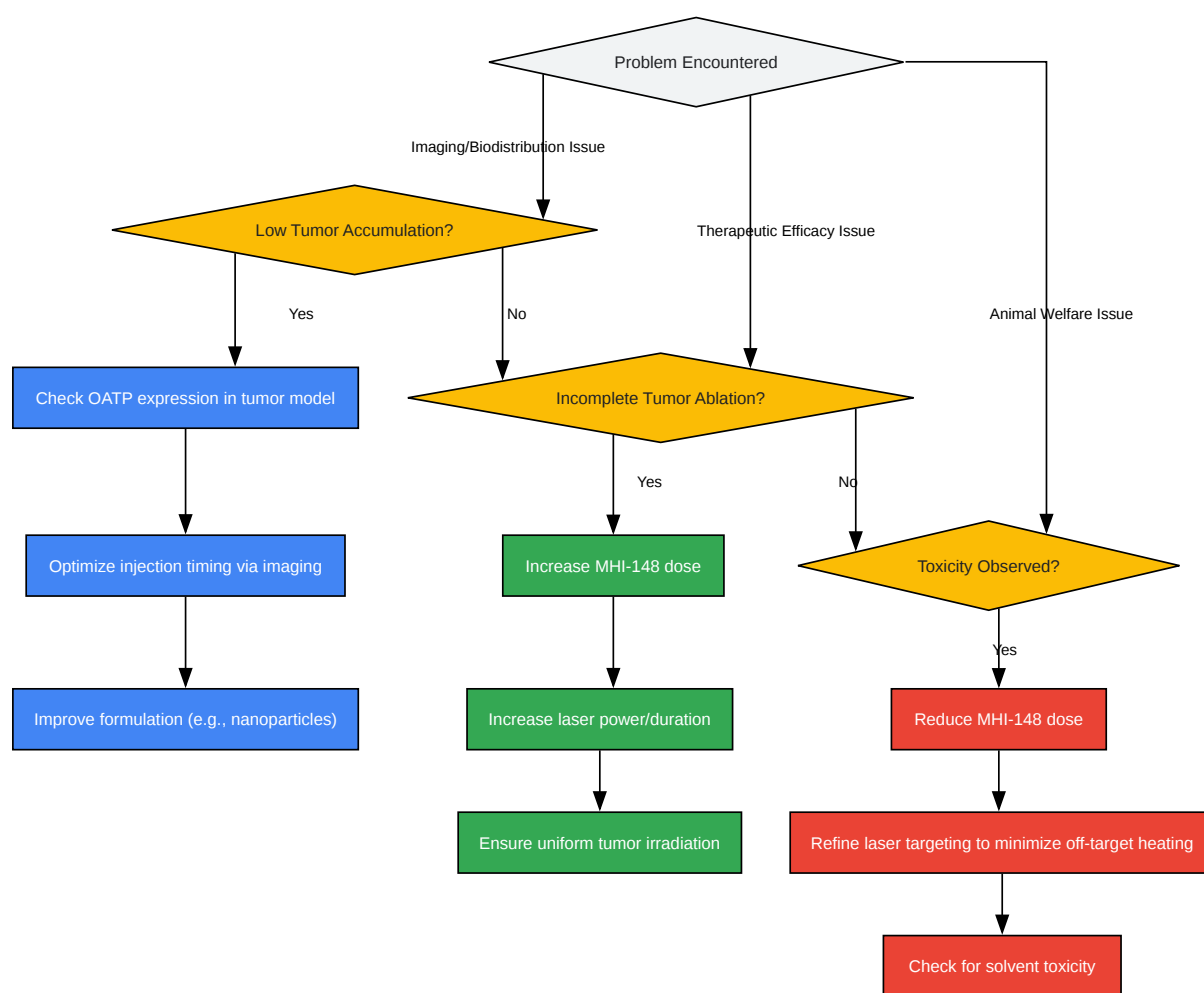 Problem Encountered
Imaging/Biodistribution Issue
Low Tumor Accumulation?
Therapeutic Efficacy Issue
Yes
No
Animal Welfare Issue
Check OATP expression in tumor model
Incomplete Tumor Ablation?
Yes
No
Optimize injection timing via imaging
Increase MHI-148 dose
Toxicity Observed?
Yes
Improve formulation (e.g., nanoparticles)
Increase laser power/duration
Reduce MHI-148 dose
Ensure uniform tumor irradiation
Refine laser targeting to minimize off-target heating
Check for solvent toxicity